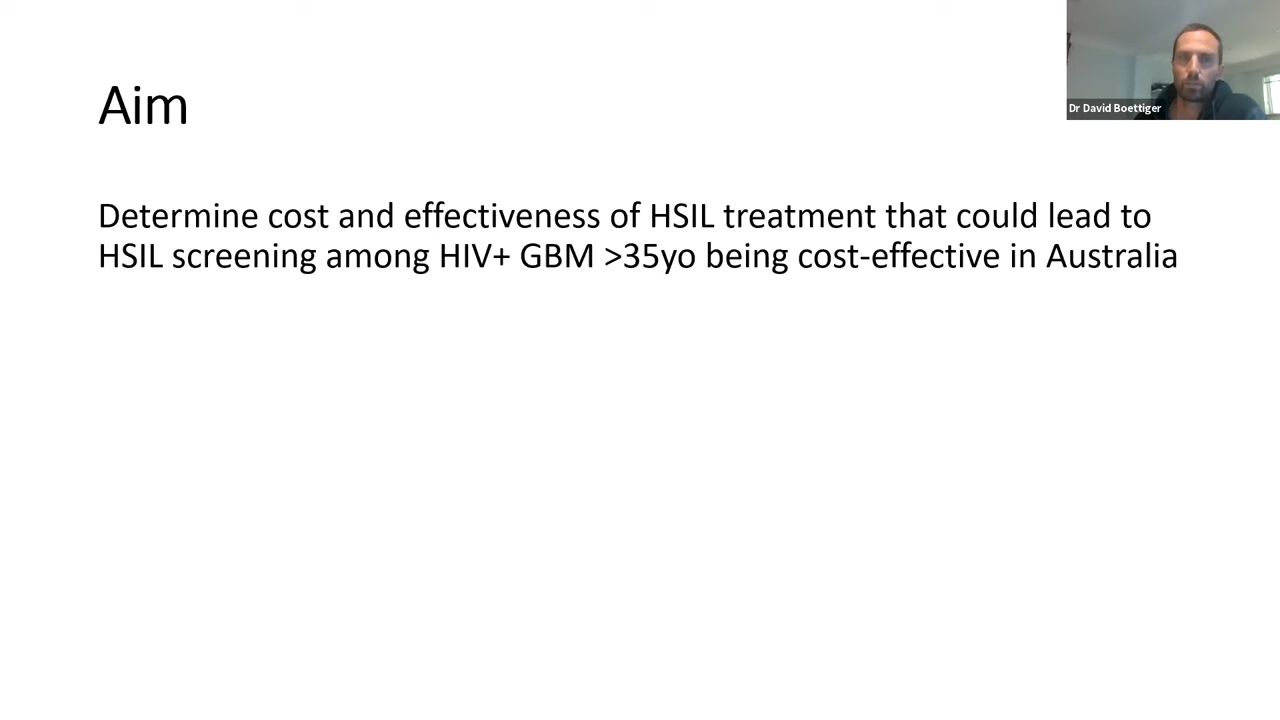 Aim
Dr David Boettiger
Determine cost and effectiveness of HSIL treatment that could lead to
HSIL screening among HIV+ GBM >35yo being cost-effective in Australia